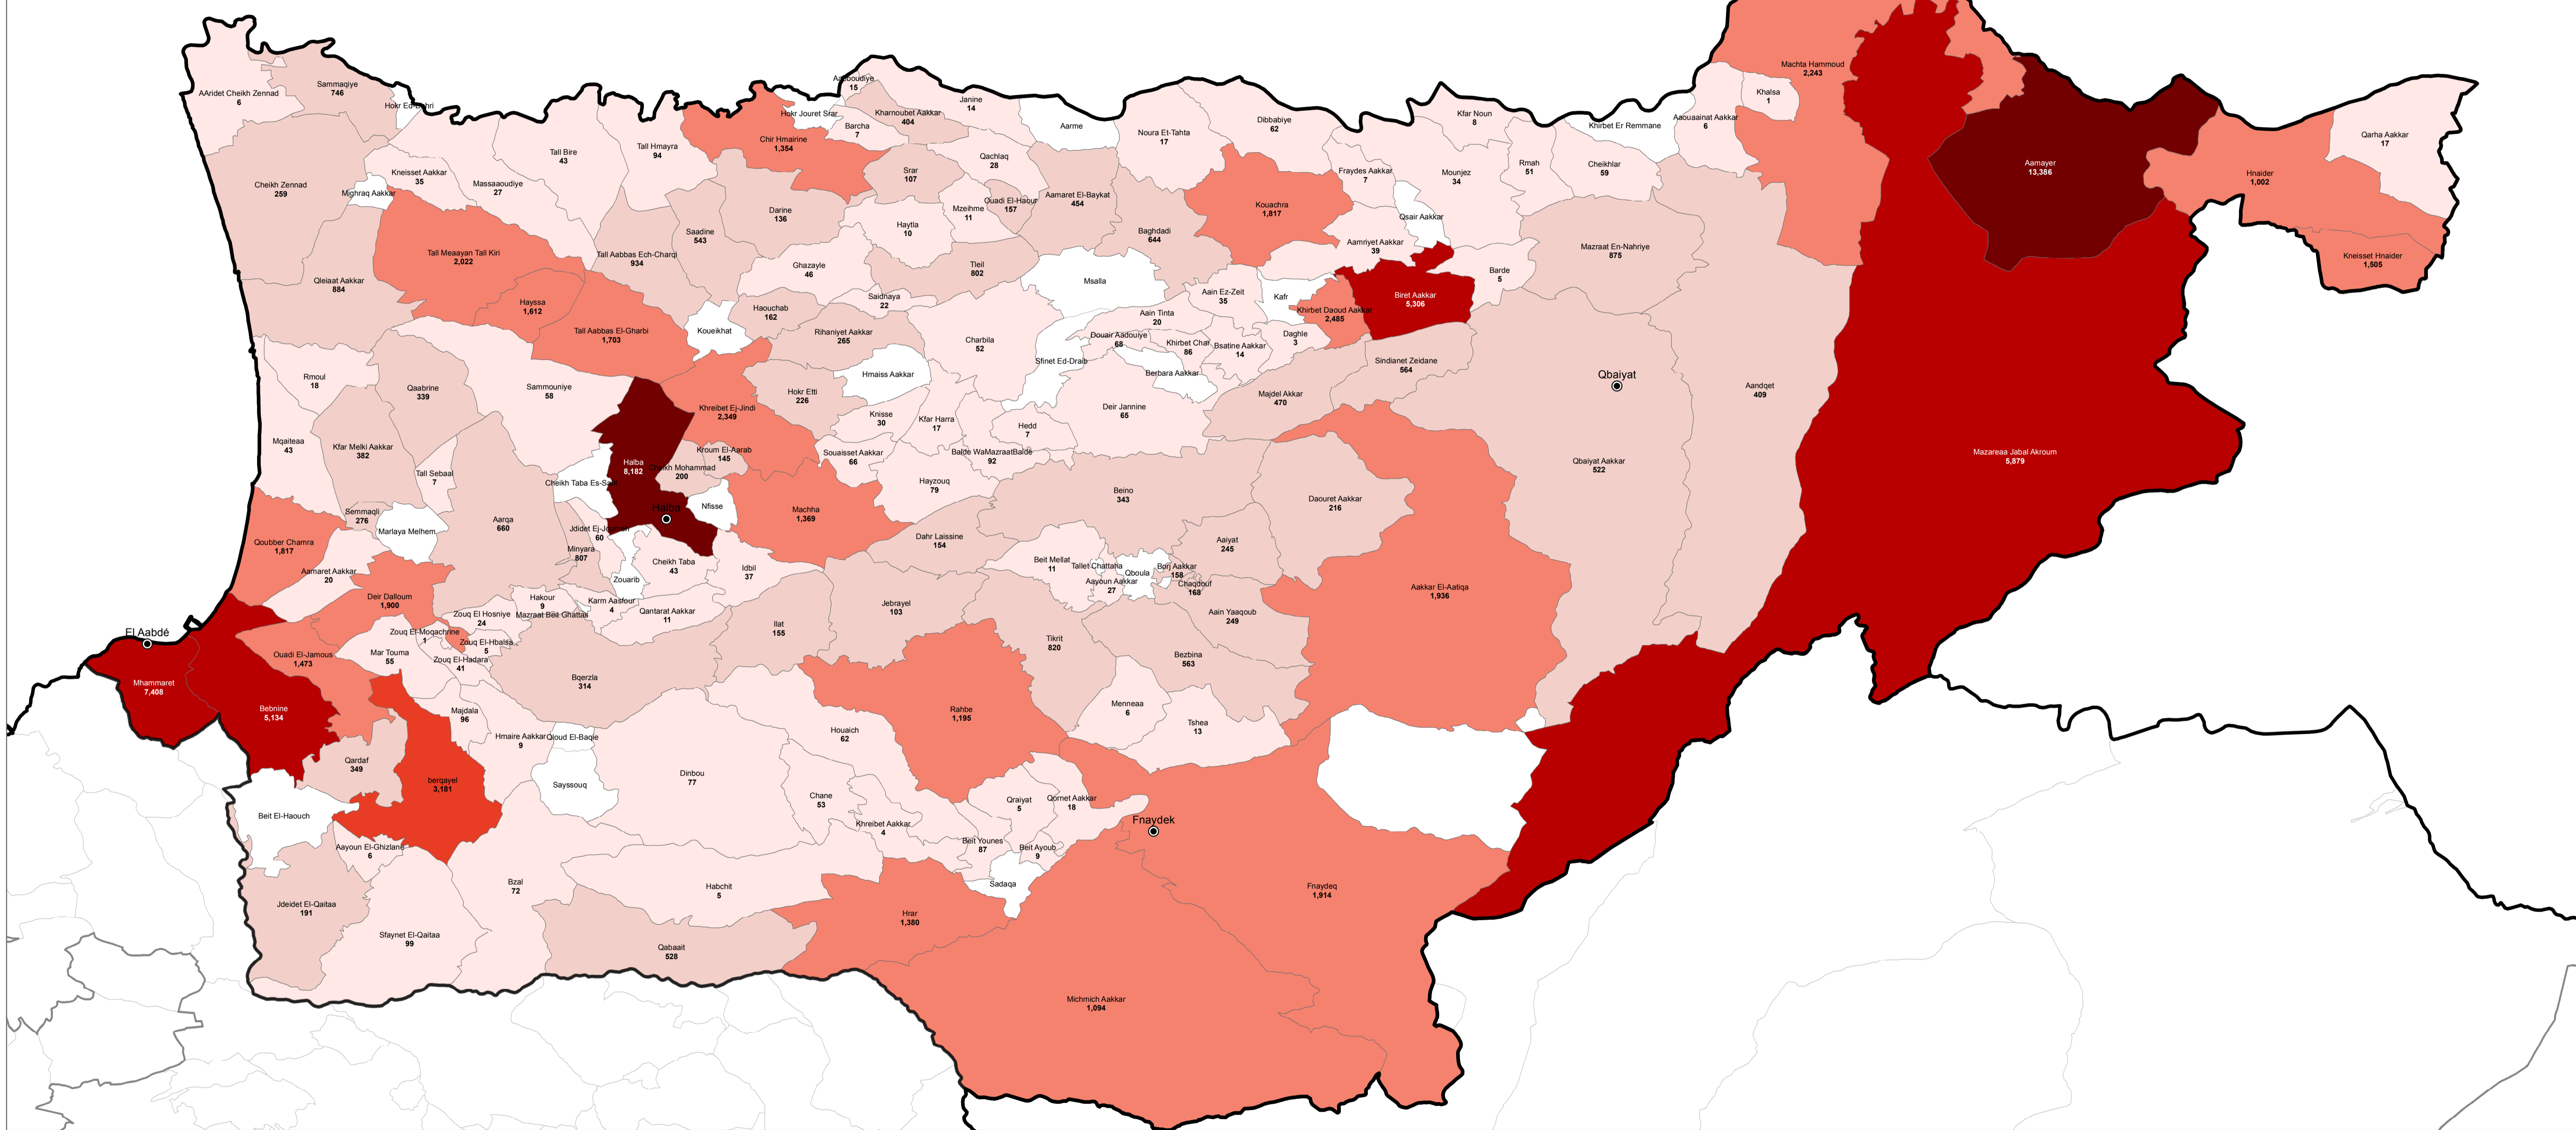 Machta Hammoud
2,243
Khalsa
1
AAridet Cheikh Zennad
6
Sammaqiye
746
15
Janine
14
Kharnoubet Aakkar
404
Hokr Jouret Srar
Barcha
7
Aarme
Noura Et-Tahta
17
Dibbabiye
62
Kfar Noun
8
Khirbet Er Remmane
Aaouaainat Aakkar
6
Qarha Aakkar
17
Chir Hmairine
1,354
Tall Bire
43
Tall Hmayra
94
Qachlaq
28
Srar
107
Rmah
51
Cheikhlar
59
Aamayer
13,386
Hnaider
1,002
Kneisset Aakkar
35
Massaaoudiye
27
Cheikh Zennad
259
Mighraq Aakkar
Fraydes Aakkar
7
Mounjez
34
Ouadi El-Haour
157
Aamaret El-Baykat
454
Mzeihme
11
Darine
136
Kouachra
1,817
Qsair Aakkar
Haytla
10
Saadine
543
Baghdadi
644
Aamriyet Aakkar
39
Mazraat En-Nahriye
875
Tall Meaayan Tall Kiri
2,022
Tall Aabbas Ech-Charqi
934
Ghazayle
46
Tleil
802
Msalla
Barde
5
Kneisset Hnaider
1,505
Qleiaat Aakkar
884
Hayssa
1,612
Saidnaya
22
Aain Ez-Zeit
35
Kafr
Biret Aakkar
5,306
Haouchab
162
Khirbet Daoud Aakkar
2,485
Tall Aabbas El-Gharbi
1,703
Koueikhat
Rihaniyet Aakkar
265
Aain Tinta
20
Charbila
52
Douair Aadouiye
68
Khirbet Char
86
Bsatine Aakkar
14
Daghle
3
Sfinet Ed-Draib
Berbara Aakkar
Sindianet Zeidane
564
Hmaiss Aakkar
Qbaiyat
Rmoul
18
Qaabrine
339
Sammouniye
58
Hokr Etti
226
Majdel Akkar
470
Aandqet
409
Khreibet Ej-Jindi
2,349
Deir Jannine
65
Knisse
30
Kfar Harra
17
Hedd
7
Mqaiteaa
43
Kfar Melki Aakkar
382
Kroum El-Aarab
145
Souaisset Aakkar
66
Balde WaMazraatBalde
92
Mazareaa Jabal Akroum
5,879
Halba
8,182
Cheikh Mohammad
200
Qbaiyat Aakkar
522
Tall Sebaal
7
Hayzouq
79
Beino
343
Daouret Aakkar
216
Nfisse
Halba
Machha
1,369
Semmaqli
276
Aarqa
660
Marlaya Melhem
60
Dahr Laissine
154
Qoubber Chamra
1,817
Minyara
807
Aaiyat
245
Cheikh Taba
43
Idbil
37
Beit Mellat
11
Tallet Chattaha
Qboula
Borj Aakkar
158
Aamaret Aakkar
20
Zouarib
Aayoun Aakkar
27
Chaqdouf
168
Aakkar El-Aatiqa
1,936
Deir Dalloum
1,900
Hakour
9
Karm Aasfour
4
Jebrayel
103
Zouq El Hosniye
24
Mazraat Beit Ghattas
Qantarat Aakkar
11
Aain Yaaqoub
249
Ilat
155
El Aabdé
Zouq El-Moqachrine
1
Zouq El-Hbalsa
5
Tikrit
820
Ouadi El-Jamous
1,473
Mar Touma
55
Zouq El-Hadara
41
Bezbina
563
Bqerzla
314
Mhammaret
7,408
Bebnine
5,134
Majdala
96
Rahbe
1,195
Menneaa
6
Tshea
13
Houaich
62
Hmaire Aakkar
9
Qloud El-Baqie
Qardaf
349
Dinbou
77
berqayel
3,181
Sayssouq
Chane
53
Qraiyat
5
Qornet Aakkar
18
Beit El-Haouch
Khreibet Aakkar
4
Fnaydek
Aayoun El-Ghizlane
6
Beit Younes
87
Beit Ayoub
9
Bzal
72
Habchit
5
Sadaqa
Fnaydeq
1,914
Jdeidet El-Qaitaa
191
Hrar
1,380
Sfaynet El-Qaitaa
99
Qabaait
528
Michmich Aakkar
1,094